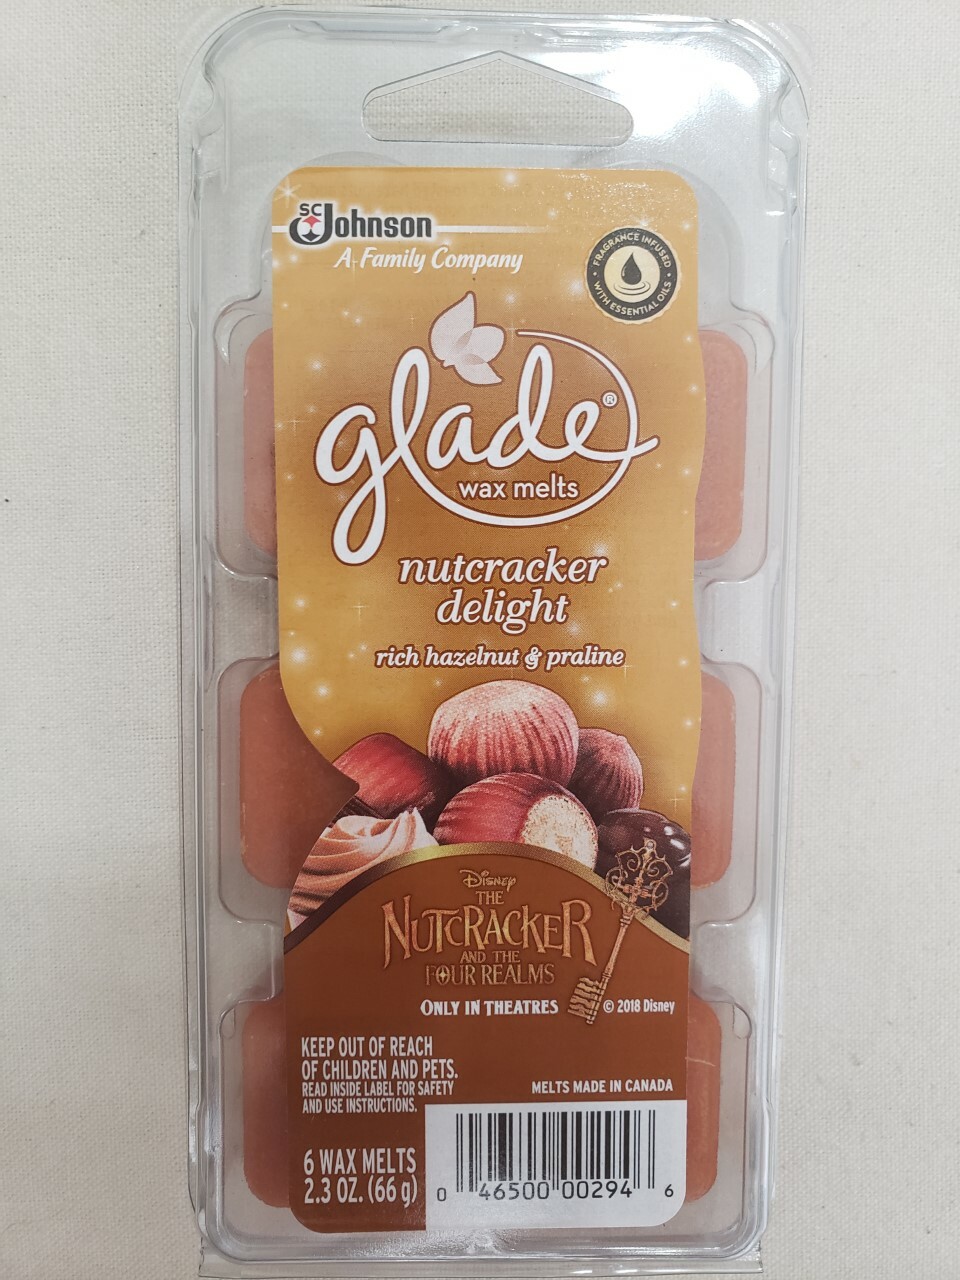 SC Johnson
A Family Company
FRAGRANCE INFUSED
WITH ESSENTIAL OILS
glade®
wax melts
nutcracker
delight
rich hazelnut & praline
Disney
THE
NUTCRACKER
AND THE
FOUR REALMS
ONLY IN THEATRES
© 2018 Disney
KEEP OUT OF REACH
OF CHILDREN AND PETS.
READ INSIDE LABEL FOR SAFETY
AND USE INSTRUCTIONS.
MELTS MADE IN CANADA
6 WAX MELTS
2.3 OZ. (66 g)
0 46500 00294 6